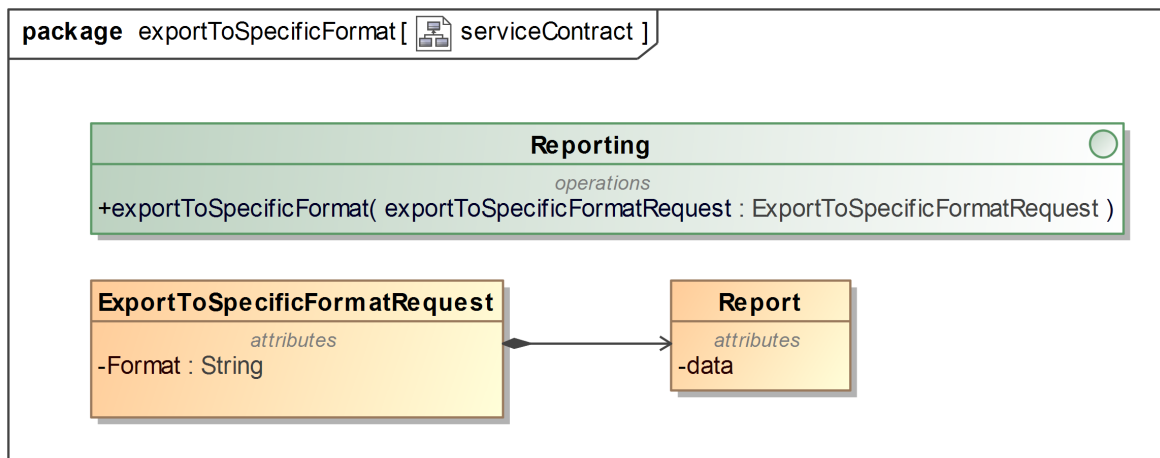 package exportToSpecificFormat[ serviceContract ]
Reporting
operations
+exportToSpecificFormat( exportToSpecificFormatRequest : ExportToSpecificFormatRequest )
ExportToSpecificFormatRequest
attributes
-Format : String
Report
attributes
-data